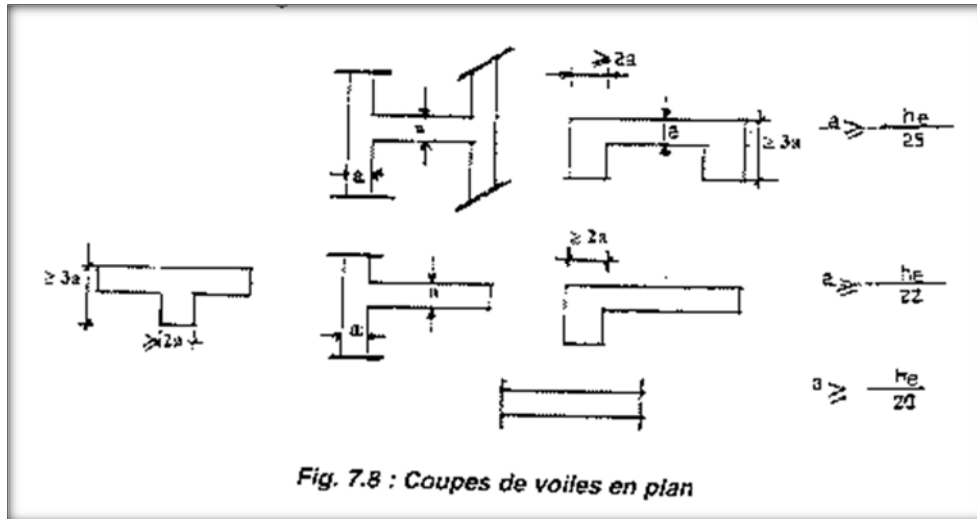 ≥ 2a
a
a
a
≥ 3a
a ≥ he/25
≥ 3a
≥ 2a
a
a
≥ 2a
a ≥ he/22
a ≥ he/20
Fig. 7.8 : Coupes de voiles en plan